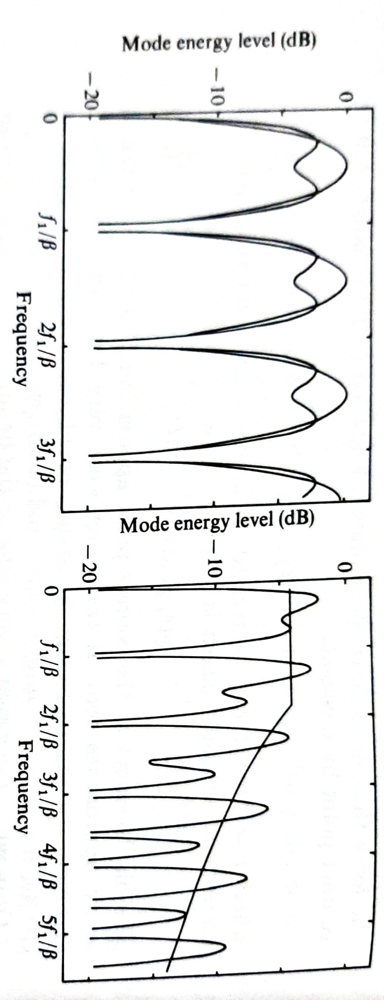 Mode energy level (dB)
0
−10
−20
0
f₁/β
2f₁/β
3f₁/β
Frequency
Mode energy level (dB)
0
−10
−20
0
f₁/β
2f₁/β
3f₁/β
4f₁/β
5f₁/β
Frequency